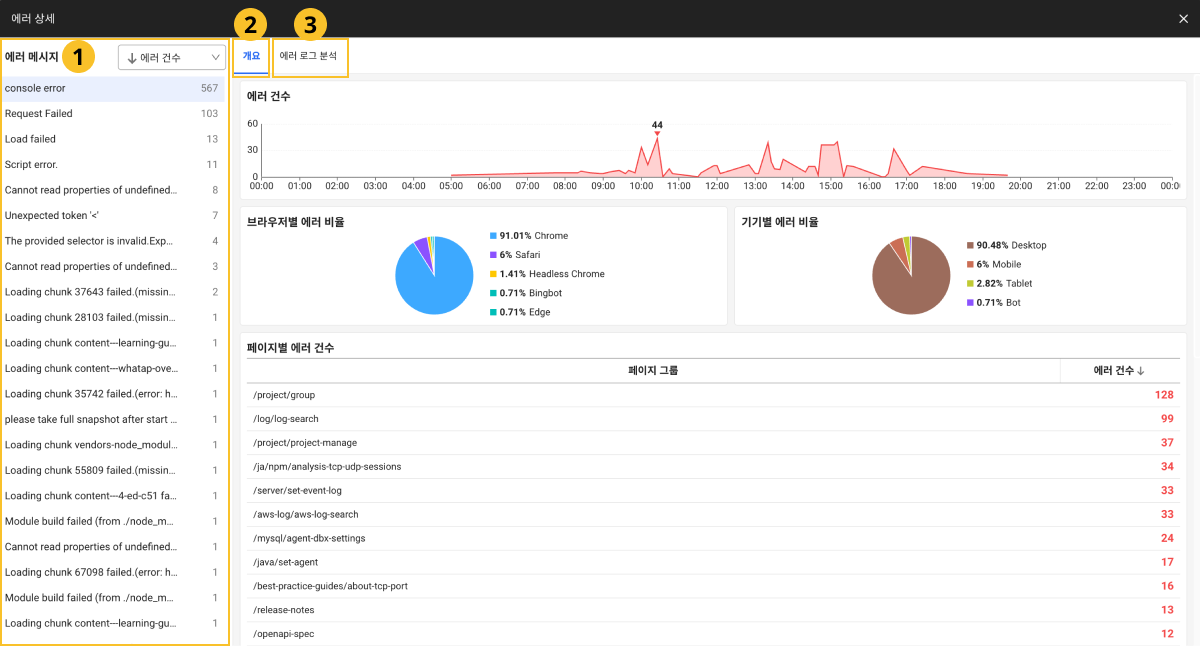 에러 상세
에러 메시지 1 에러 건수
console error 567
Request Failed 103
Load failed 13
Script error. 11
Cannot read properties of undefined... 8
Unexpected token '<' 7
The provided selector is invalid.Exp... 4
Cannot read properties of undefined... 3
Loading chunk 37643 failed.(missin... 2
Loading chunk 28103 failed.(missin... 1
Loading chunk content---learning-gu... 1
Loading chunk content---whatap-ove... 1
Loading chunk 35742 failed.(error: h... 1
please take full snapshot after start ... 1
Loading chunk vendors-node_modul... 1
Loading chunk 55809 failed.(missin... 1
Loading chunk content---4-ed-c51 fa... 1
Module build failed (from ./node_m... 1
Cannot read properties of undefined... 1
Loading chunk 67098 failed.(error: h... 1
Module build failed (from ./node_m... 1
Loading chunk content---learning-gu... 1
2 3
개요 에러 로그 분석
에러 건수
44
60
30
0
00:00 01:00 02:00 03:00 04:00 05:00 06:00 07:00 08:00 09:00 10:00 11:00 12:00 13:00 14:00 15:00 16:00 17:00 18:00 19:00 20:00 21:00 22:00 23:00 00:0
브라우저별 에러 비율
91.01% Chrome
6% Safari
1.41% Headless Chrome
0.71% Bingbot
0.71% Edge
기기별 에러 비율
90.48% Desktop
6% Mobile
2.82% Tablet
0.71% Bot
페이지별 에러 건수
페이지 그룹 에러 건수
/project/group 128
/log/log-search 99
/project/project-manage 37
/ja/npm/analysis-tcp-udp-sessions 34
/server/set-event-log 33
/aws-log/aws-log-search 33
/mysql/agent-dbx-settings 24
/java/set-agent 17
/best-practice-guides/about-tcp-port 16
/release-notes 13
/openapi-spec 12